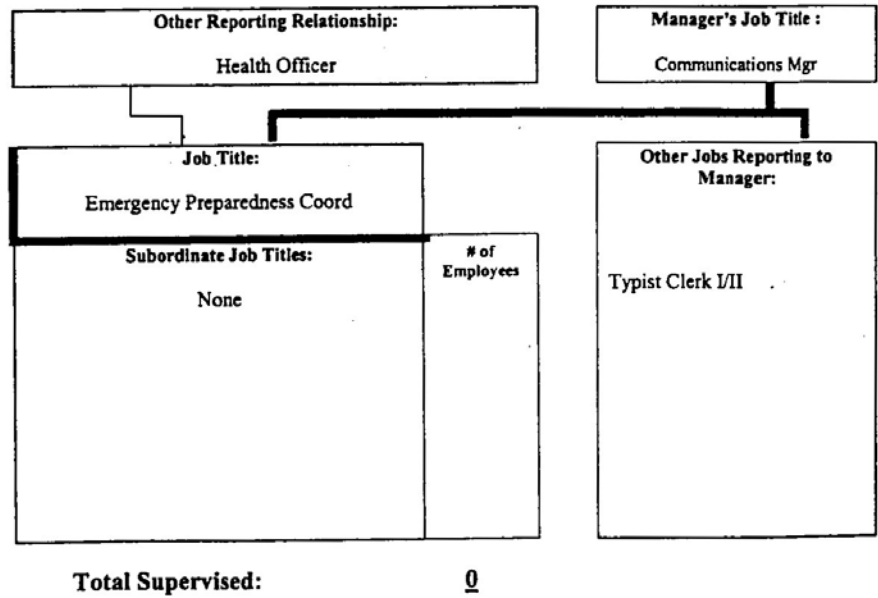 Other Reporting Relationship:
Health Officer
Manager's Job Title :
Communications Mgr
Job Title:
Emergency Preparedness Coord
Other Jobs Reporting to
Manager:
Typist Clerk I/II
Subordinate Job Titles:
None
# of
Employees
Total Supervised: 0